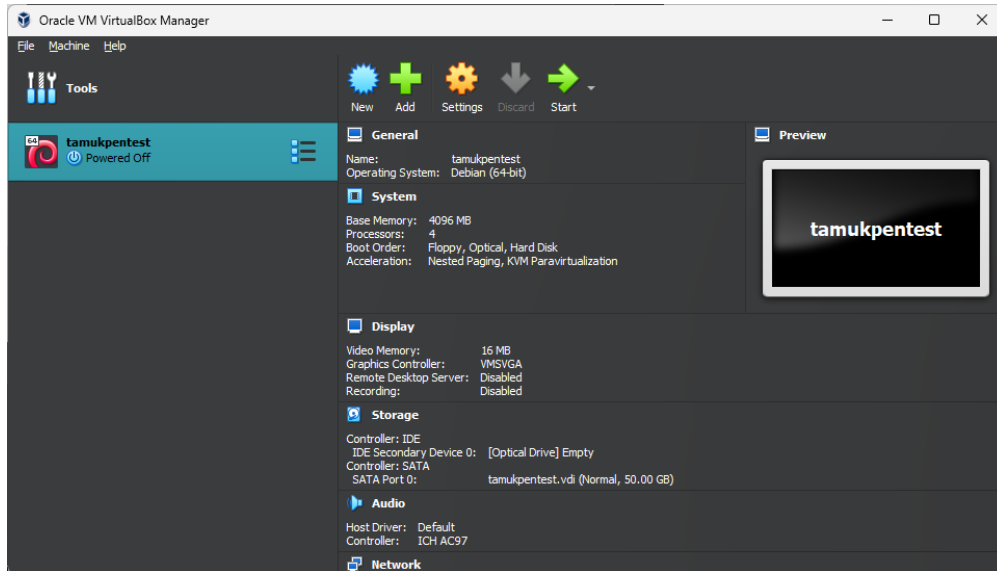 Oracle VM VirtualBox Manager
File Machine Help
Tools
New Add Settings Discard Start
64
tamukpentest
Powered Off
General
Name: tamukpentest
Operating System: Debian (64-bit)
Preview
tamukpentest
System
Base Memory: 4096 MB
Processors: 4
Boot Order: Floppy, Optical, Hard Disk
Acceleration: Nested Paging, KVM Paravirtualization
Display
Video Memory: 16 MB
Graphics Controller: VMSVGA
Remote Desktop Server: Disabled
Recording: Disabled
Storage
Controller: IDE
IDE Secondary Device 0: [Optical Drive] Empty
Controller: SATA
SATA Port 0: tamukpentest.vdi (Normal, 50.00 GB)
Audio
Host Driver: Default
Controller: ICH AC97
Network